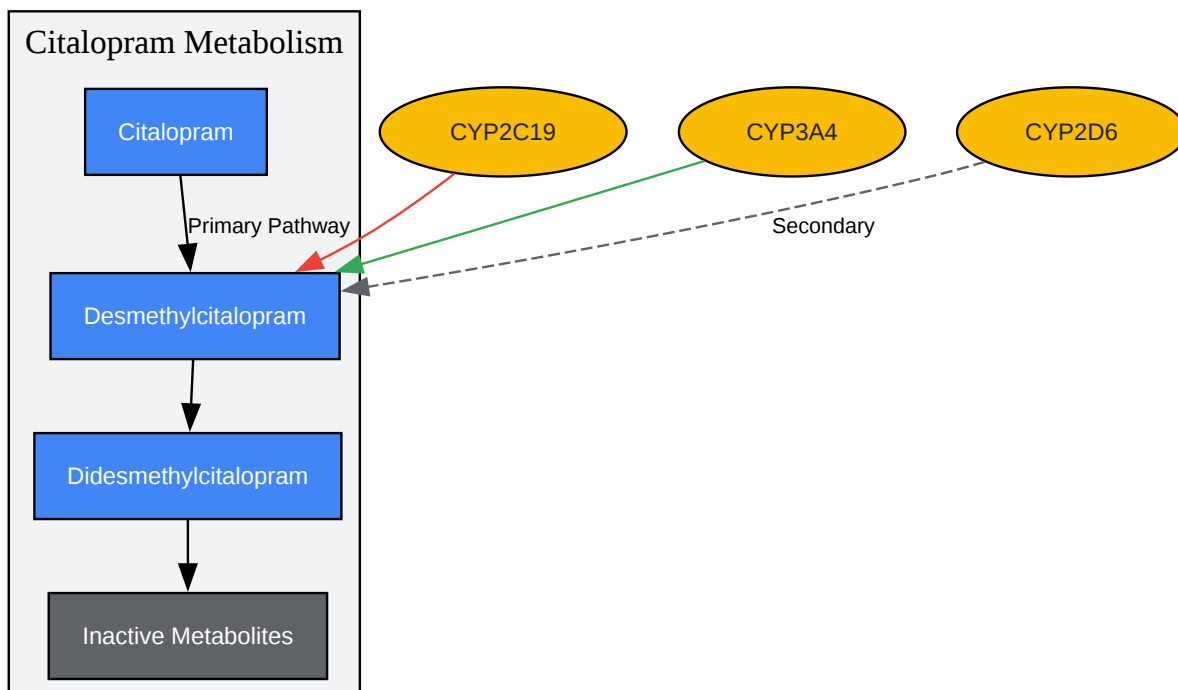 Citalopram Metabolism
Citalopram
CYP2C19
CYP3A4
CYP2D6
Primary Pathway
Secondary
Desmethylcitalopram
Didesmethylcitalopram
Inactive Metabolites